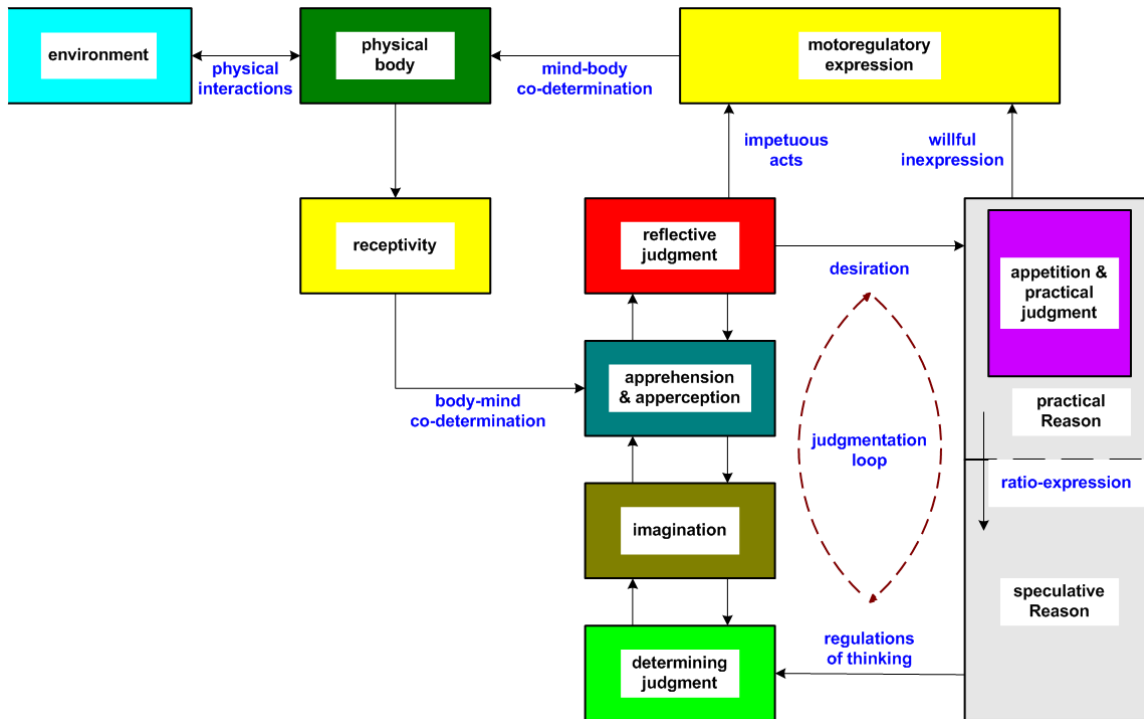 environment
physical
interactions
physical
body
mind-body
co-determination
motoregulatory
expression
impetuous
acts
willful
inexpression
receptivity
reflective
judgment
desiration
appetition &
practical
judgment
body-mind
co-determination
apprehension
& apperception
judgmentation
loop
practical
Reason
ratio-expression
imagination
speculative
Reason
determining
judgment
regulations
of thinking